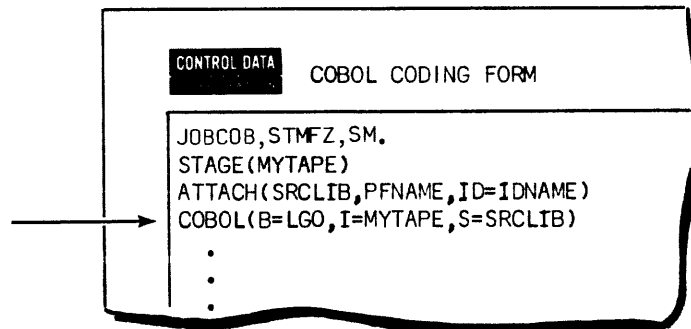 CONTROL DATA
COBOL CODING FORM
JOBCOB,STMFZ,SM.
STAGE(MYTAPE)
ATTACH(SRCLIB,PFNAME,ID=IDNAME)
COBOL(B=LGO,I=MYTAPE,S=SRCLIB)